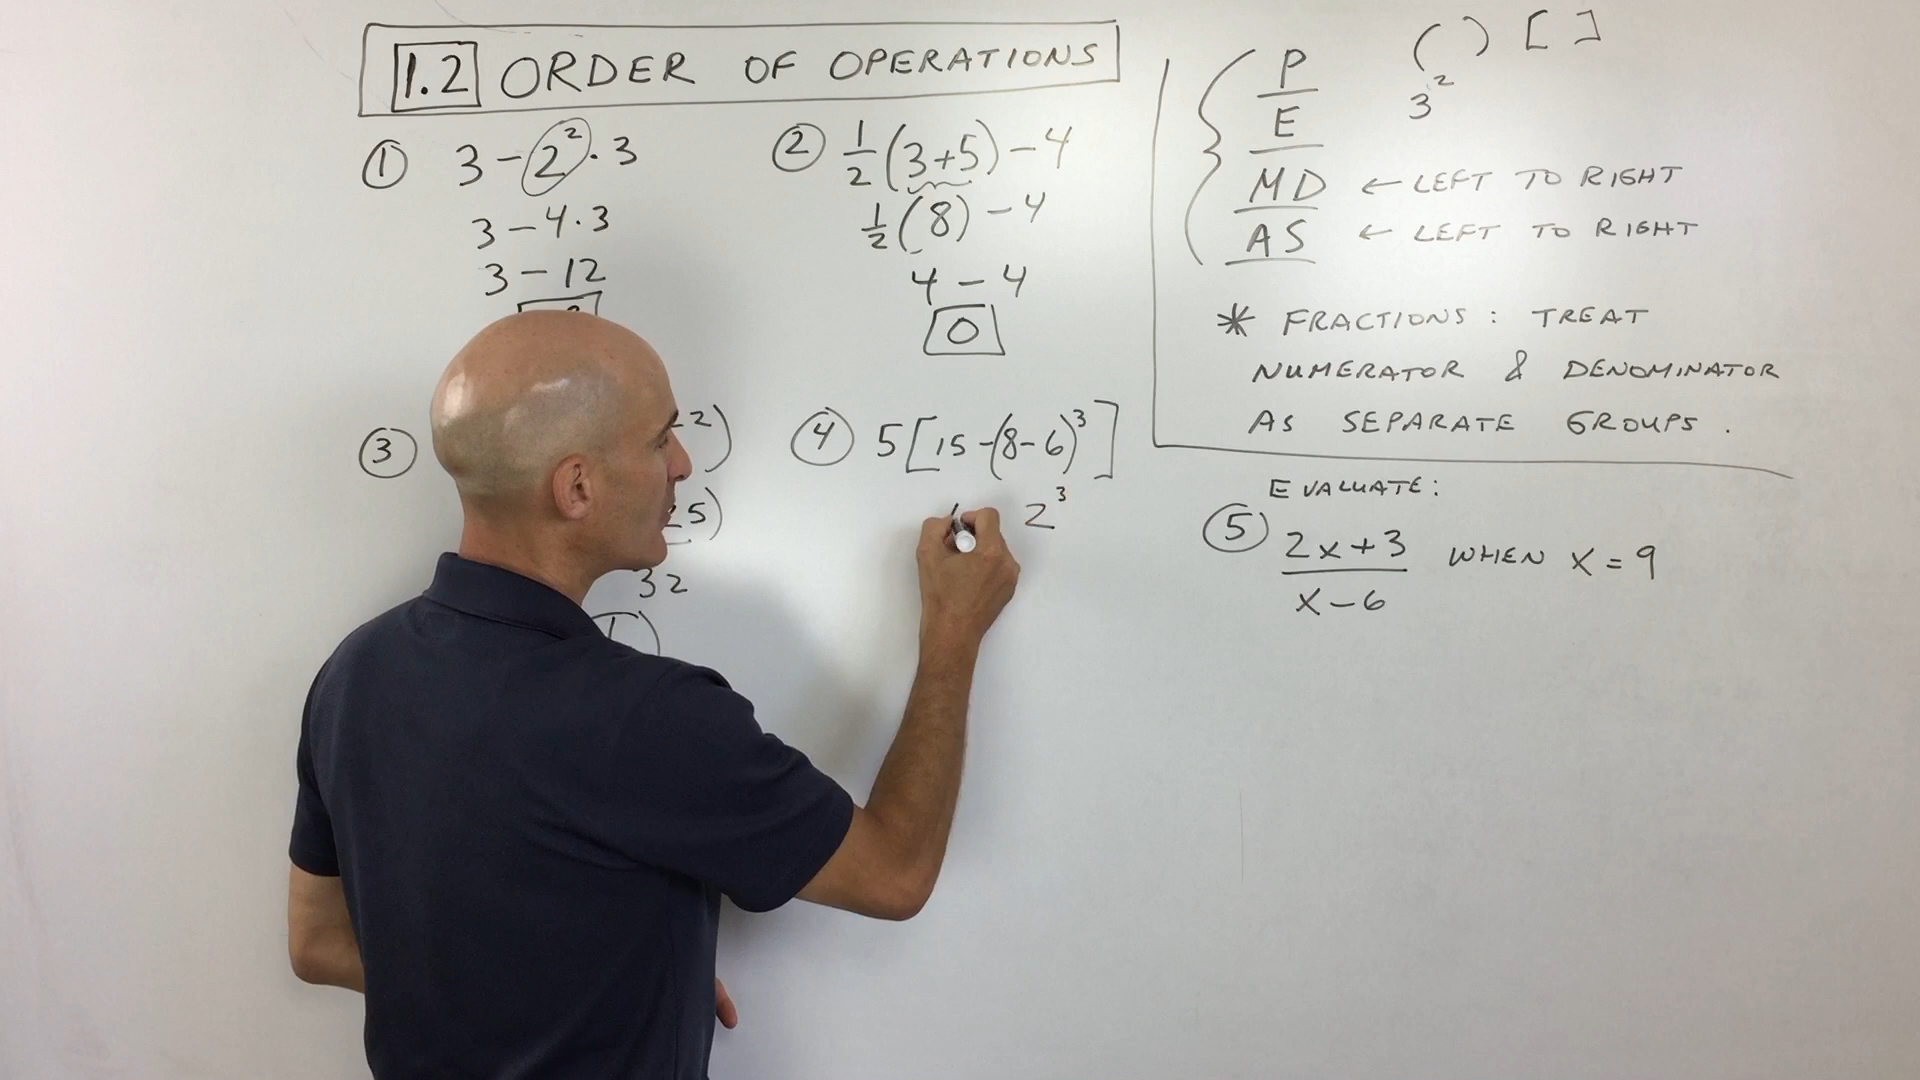 1.2 ORDER OF OPERATIONS
① 3 - 2² · 3
3 - 4 · 3
3 - 12
② 1/2 (3+5) - 4
1/2 (8) - 4
4 - 4
0
③ 2)
25)
32
④ 5[15 - (8-6)³]
2³
P ( ) [ ]
E 3²
MD ← LEFT TO RIGHT
AS ← LEFT TO RIGHT
* FRACTIONS: TREAT
NUMERATOR & DENOMINATOR
AS SEPARATE GROUPS.
EVALUATE:
⑤ (2x+3)/(x-6) WHEN x = 9